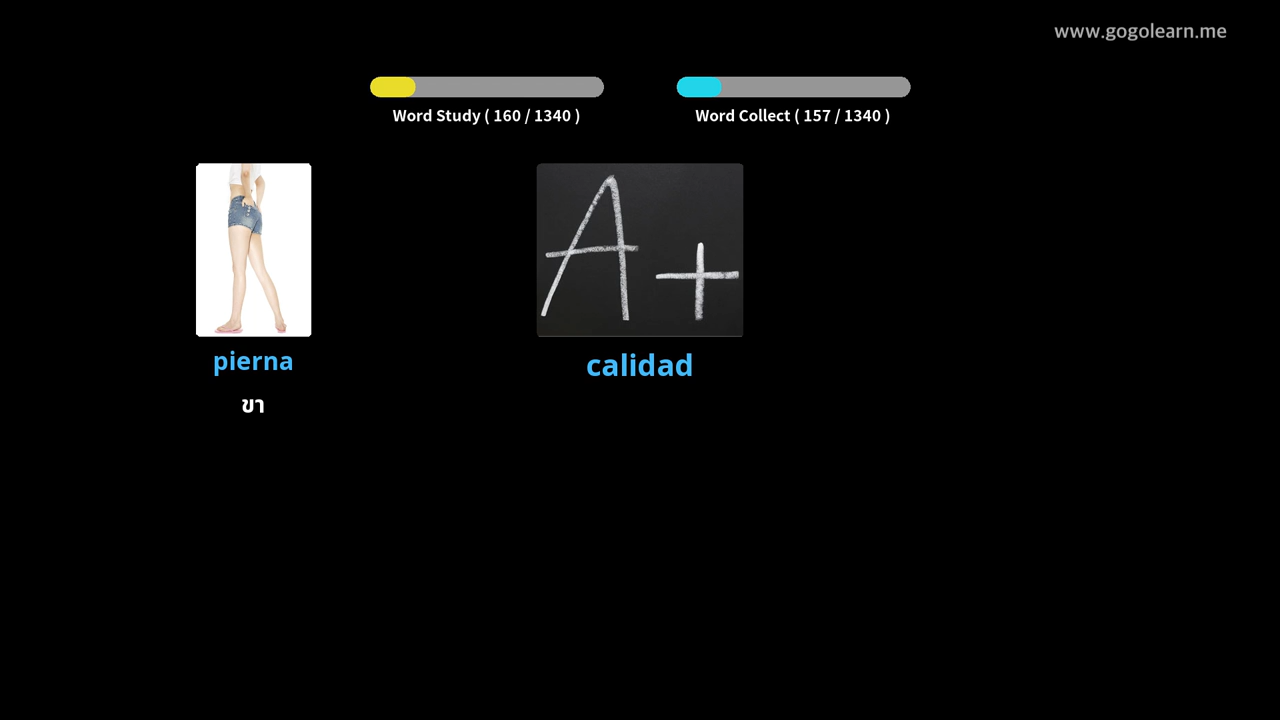 www.gogolearn.me
Word Study ( 160 / 1340 )
Word Collect ( 157 / 1340 )
A+
pierna
calidad
ขา